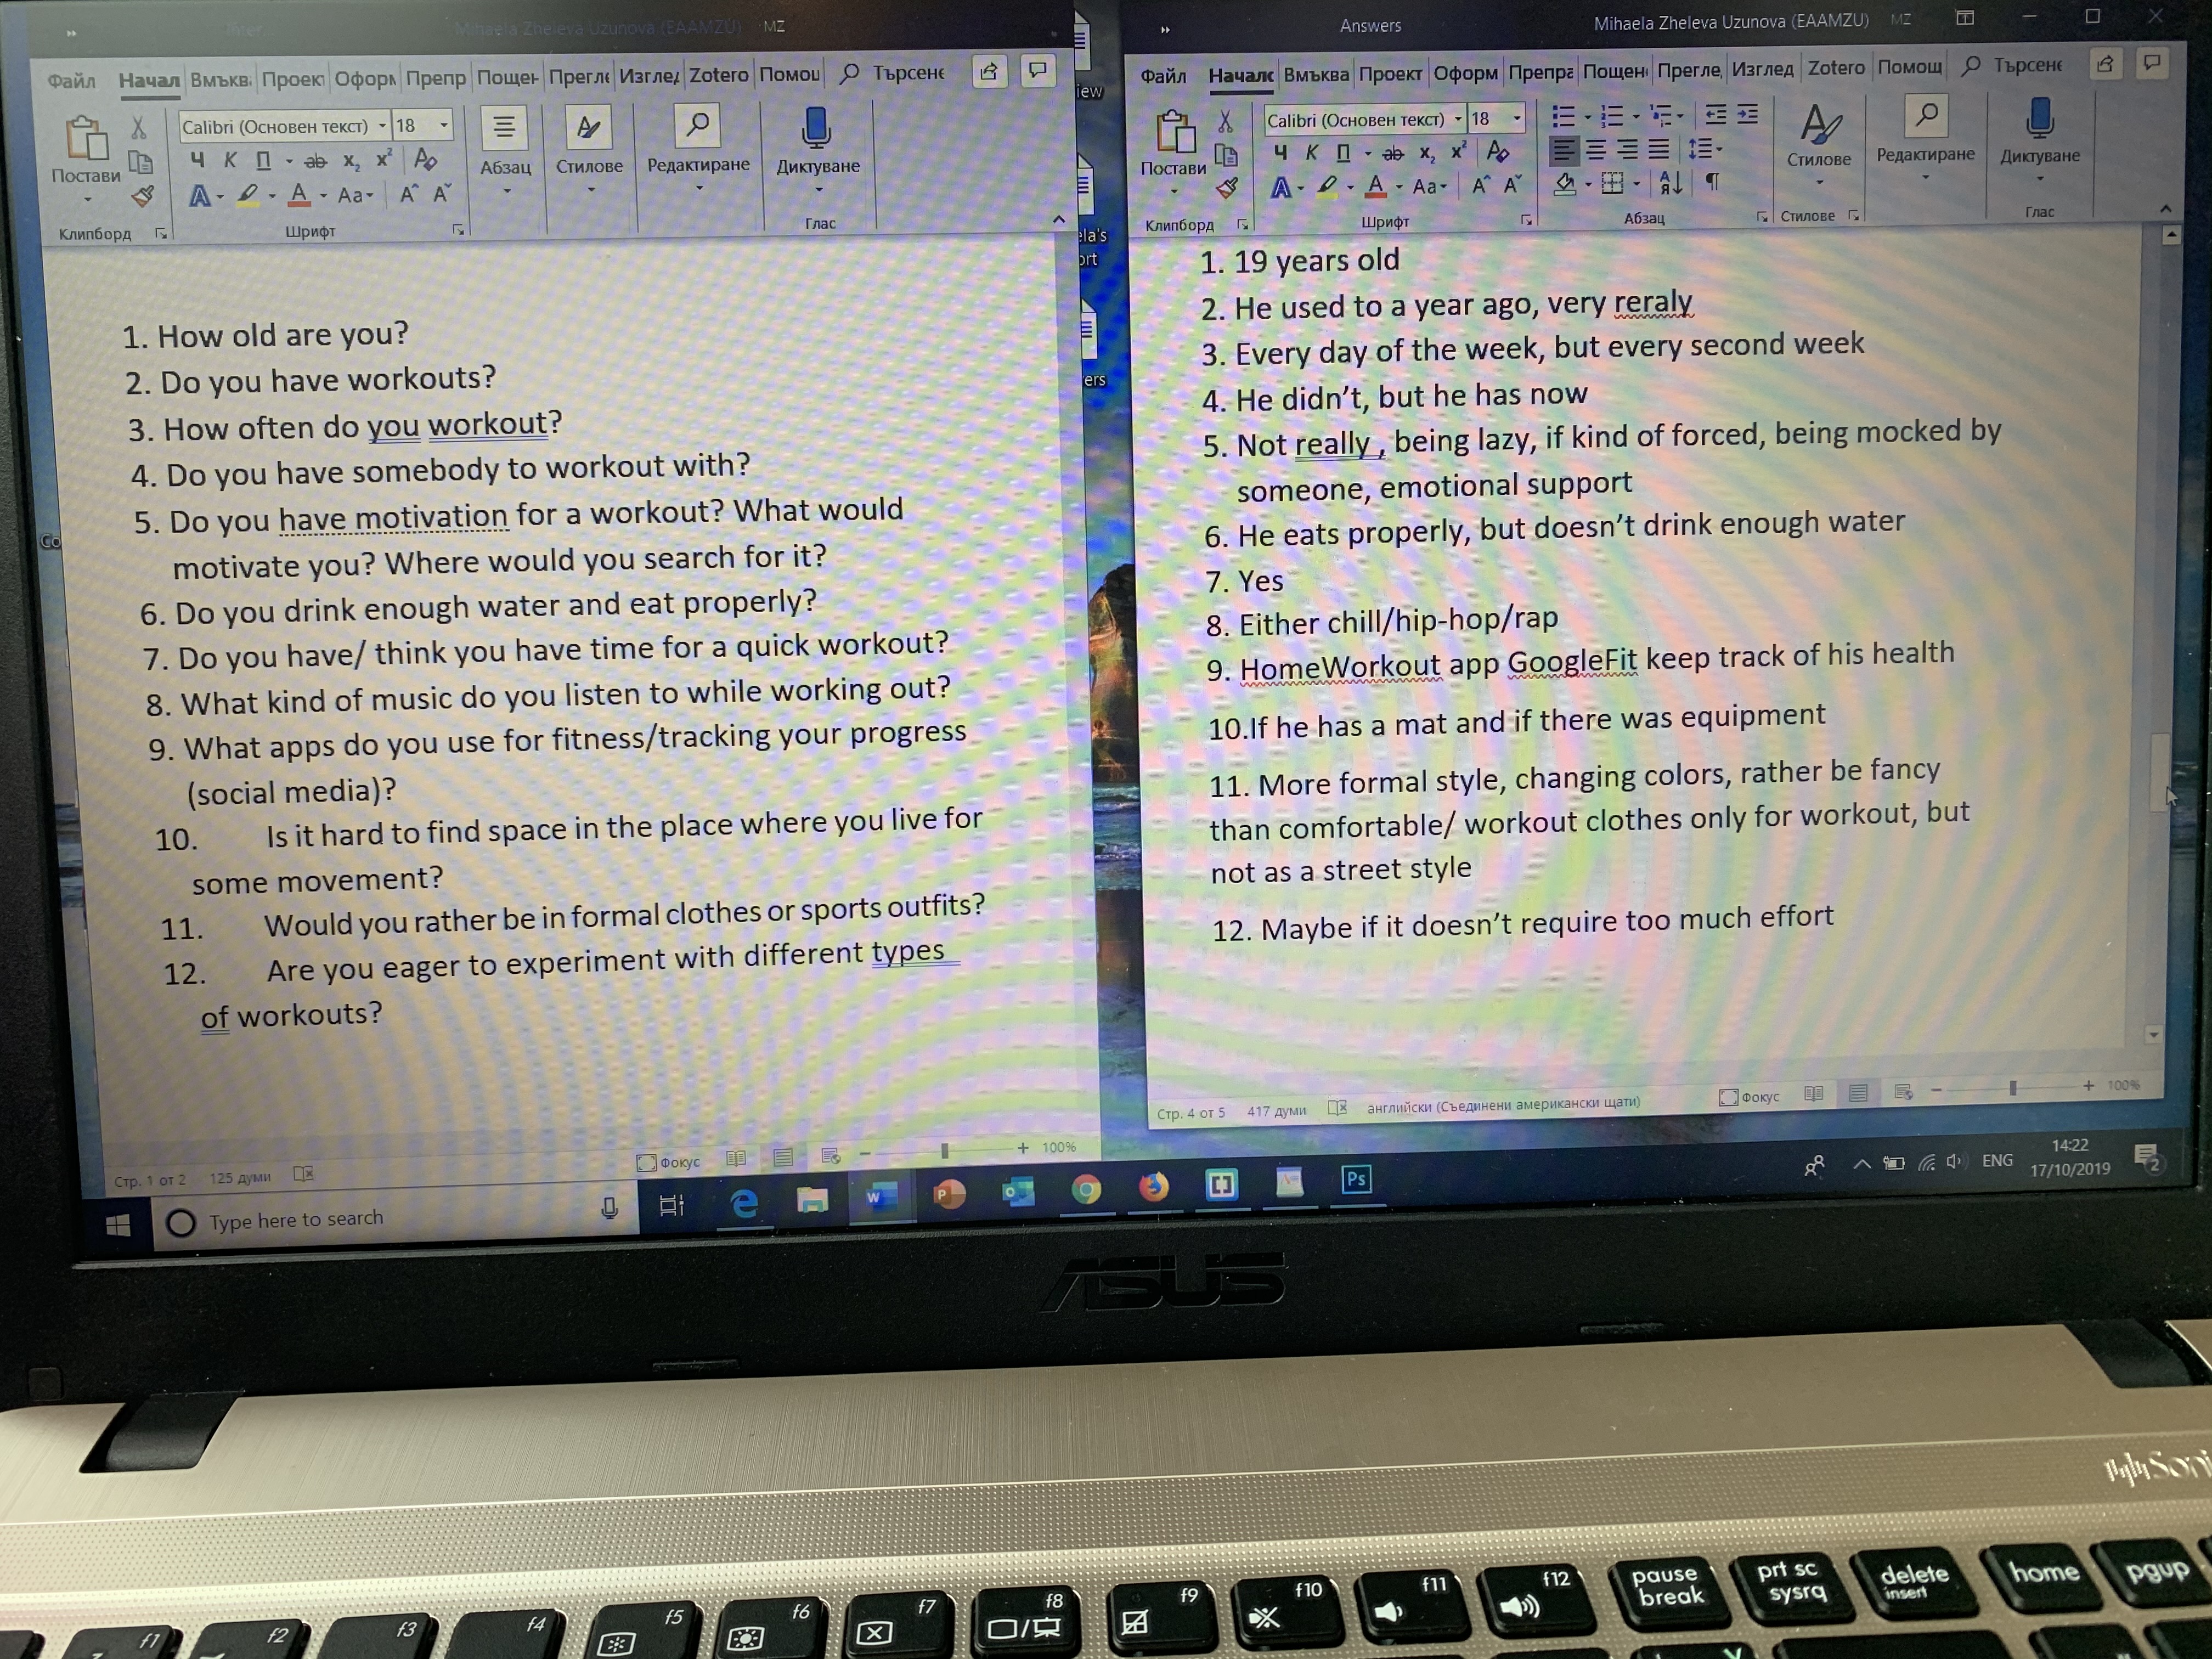 Mihaela Zheleva Uzunova (EAAMZU) MZ
Файл Начал Вмъкв. Проект Оформ Препр Пощен Прегле Изглед Zotero Помощ Търсене
Calibri (Основен текст) 18
Постави
Абзац Стилове Редактиране Диктуване
Клипборд Шрифт Глас
1. How old are you?
2. Do you have workouts?
3. How often do you workout?
4. Do you have somebody to workout with?
5. Do you have motivation for a workout? What would
motivate you? Where would you search for it?
6. Do you drink enough water and eat properly?
7. Do you have/ think you have time for a quick workout?
8. What kind of music do you listen to while working out?
9. What apps do you use for fitness/tracking your progress
(social media)?
10. Is it hard to find space in the place where you live for
some movement?
11. Would you rather be in formal clothes or sports outfits?
12. Are you eager to experiment with different types
of workouts?
Стр. 1 от 2 125 думи Фокус 100%
iew
ela's
ort
ers
Co
Answers Mihaela Zheleva Uzunova (EAAMZU) MZ
Файл Начало Вмъква Проект Оформ Препра Пощен Прегле Изглед Zotero Помощ Търсене
Calibri (Основен текст) 18
Постави
Стилове Редактиране Диктуване
Клипборд Шрифт Абзац Стилове Глас
1. 19 years old
2. He used to a year ago, very reraly
3. Every day of the week, but every second week
4. He didn't, but he has now
5. Not really , being lazy, if kind of forced, being mocked by
someone, emotional support
6. He eats properly, but doesn't drink enough water
7. Yes
8. Either chill/hip-hop/rap
9. HomeWorkout app GoogleFit keep track of his health
10.If he has a mat and if there was equipment
11. More formal style, changing colors, rather be fancy
than comfortable/ workout clothes only for workout, but
not as a street style
12. Maybe if it doesn't require too much effort
Стр. 4 от 5 417 думи английски (Съединени американски щати) Фокус 100%
Type here to search
ENG 14:22
17/10/2019 2
ASUS
f1 f2 f3 f4 f5 f6 f7 f8 f9 f10 f11 f12
pause
break
prt sc
sysrq
delete
insert
home
pgup